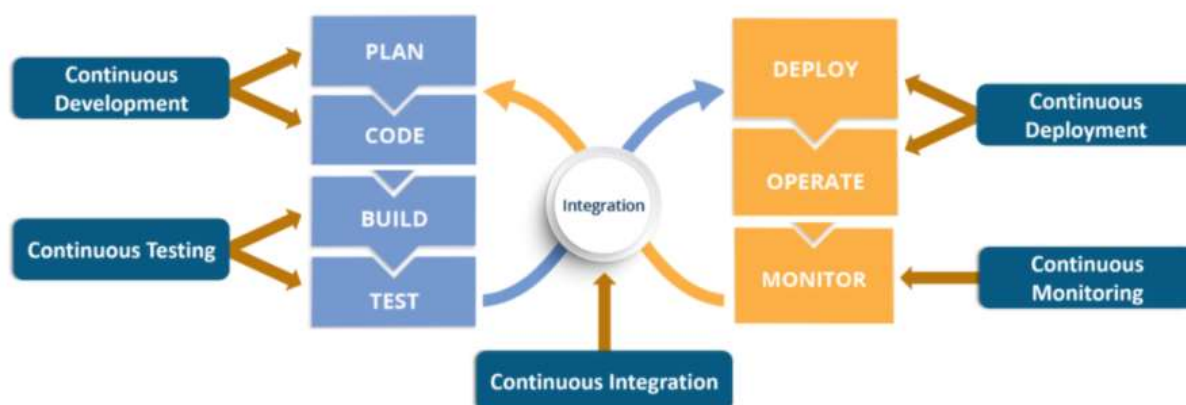 Continuous
Development
Continuous Testing
PLAN
CODE
BUILD
TEST
Integration
Continuous Integration
DEPLOY
OPERATE
MONITOR
Continuous
Deployment
Continuous
Monitoring